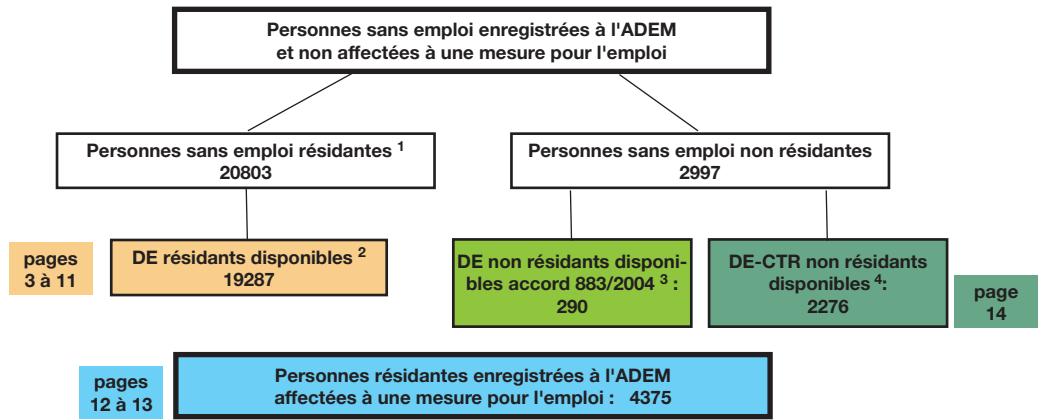 Personnes sans emploi enregistrées à l'ADEM
et non affectées à une mesure pour l'emploi
Personnes sans emploi résidantes 1
20803
Personnes sans emploi non résidantes
2997
pages
3 à 11
DE résidants disponibles 2
19287
DE non résidants disponi-
bles accord 883/2004 3 :
290
DE-CTR non résidants
disponibles 4:
2276
page
14
pages
12 à 13
Personnes résidantes enregistrées à l'ADEM
affectées à une mesure pour l'emploi : 4375